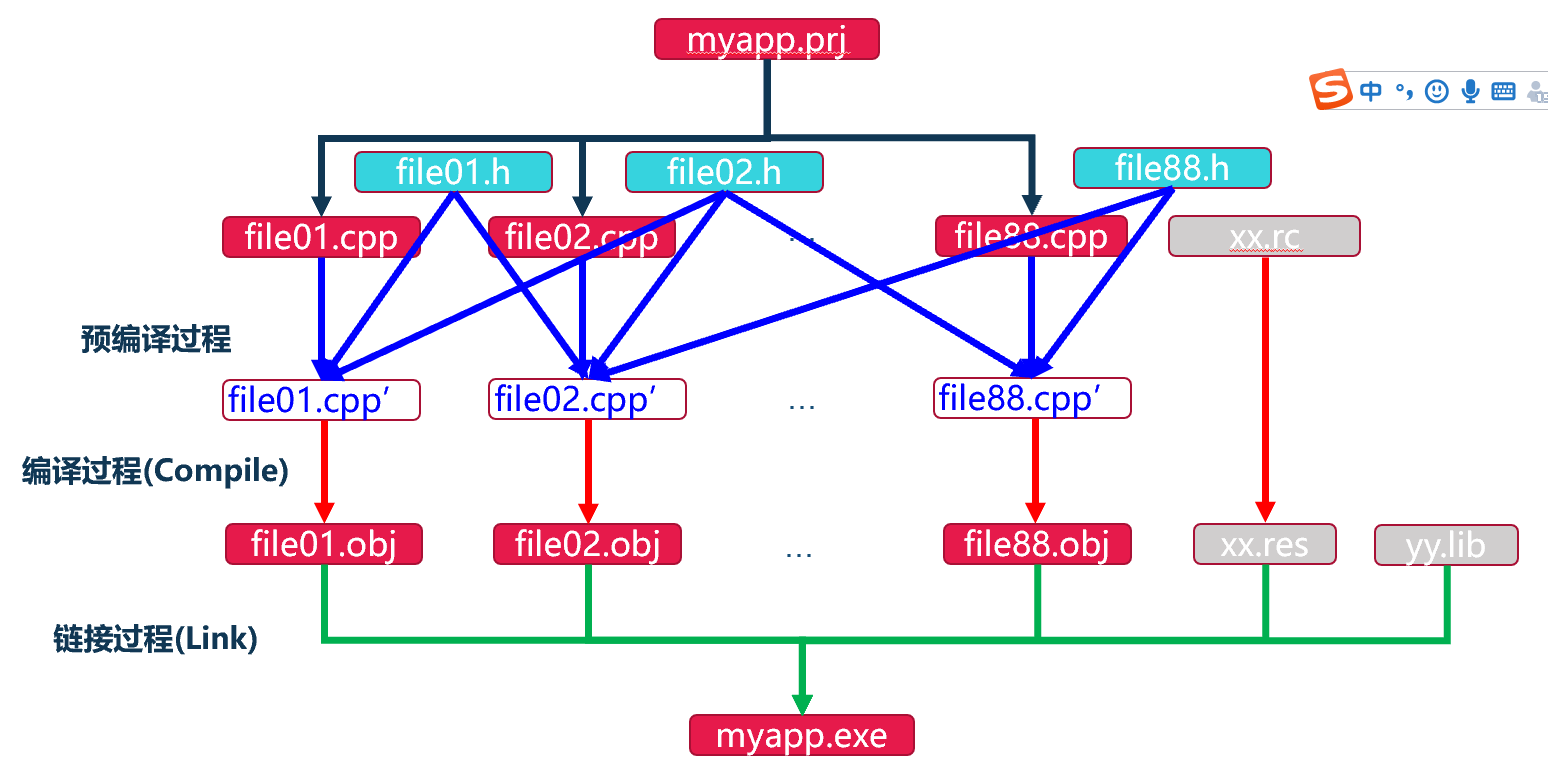 myapp.prj
中
file01.h
file02.h
file88.h
file01.cpp
file02.cpp
...
file88.cpp
xx.rc
预编译过程
file01.cpp’
file02.cpp’
...
file88.cpp’
编译过程(Compile)
file01.obj
file02.obj
...
file88.obj
xx.res
yy.lib
链接过程(Link)
myapp.exe